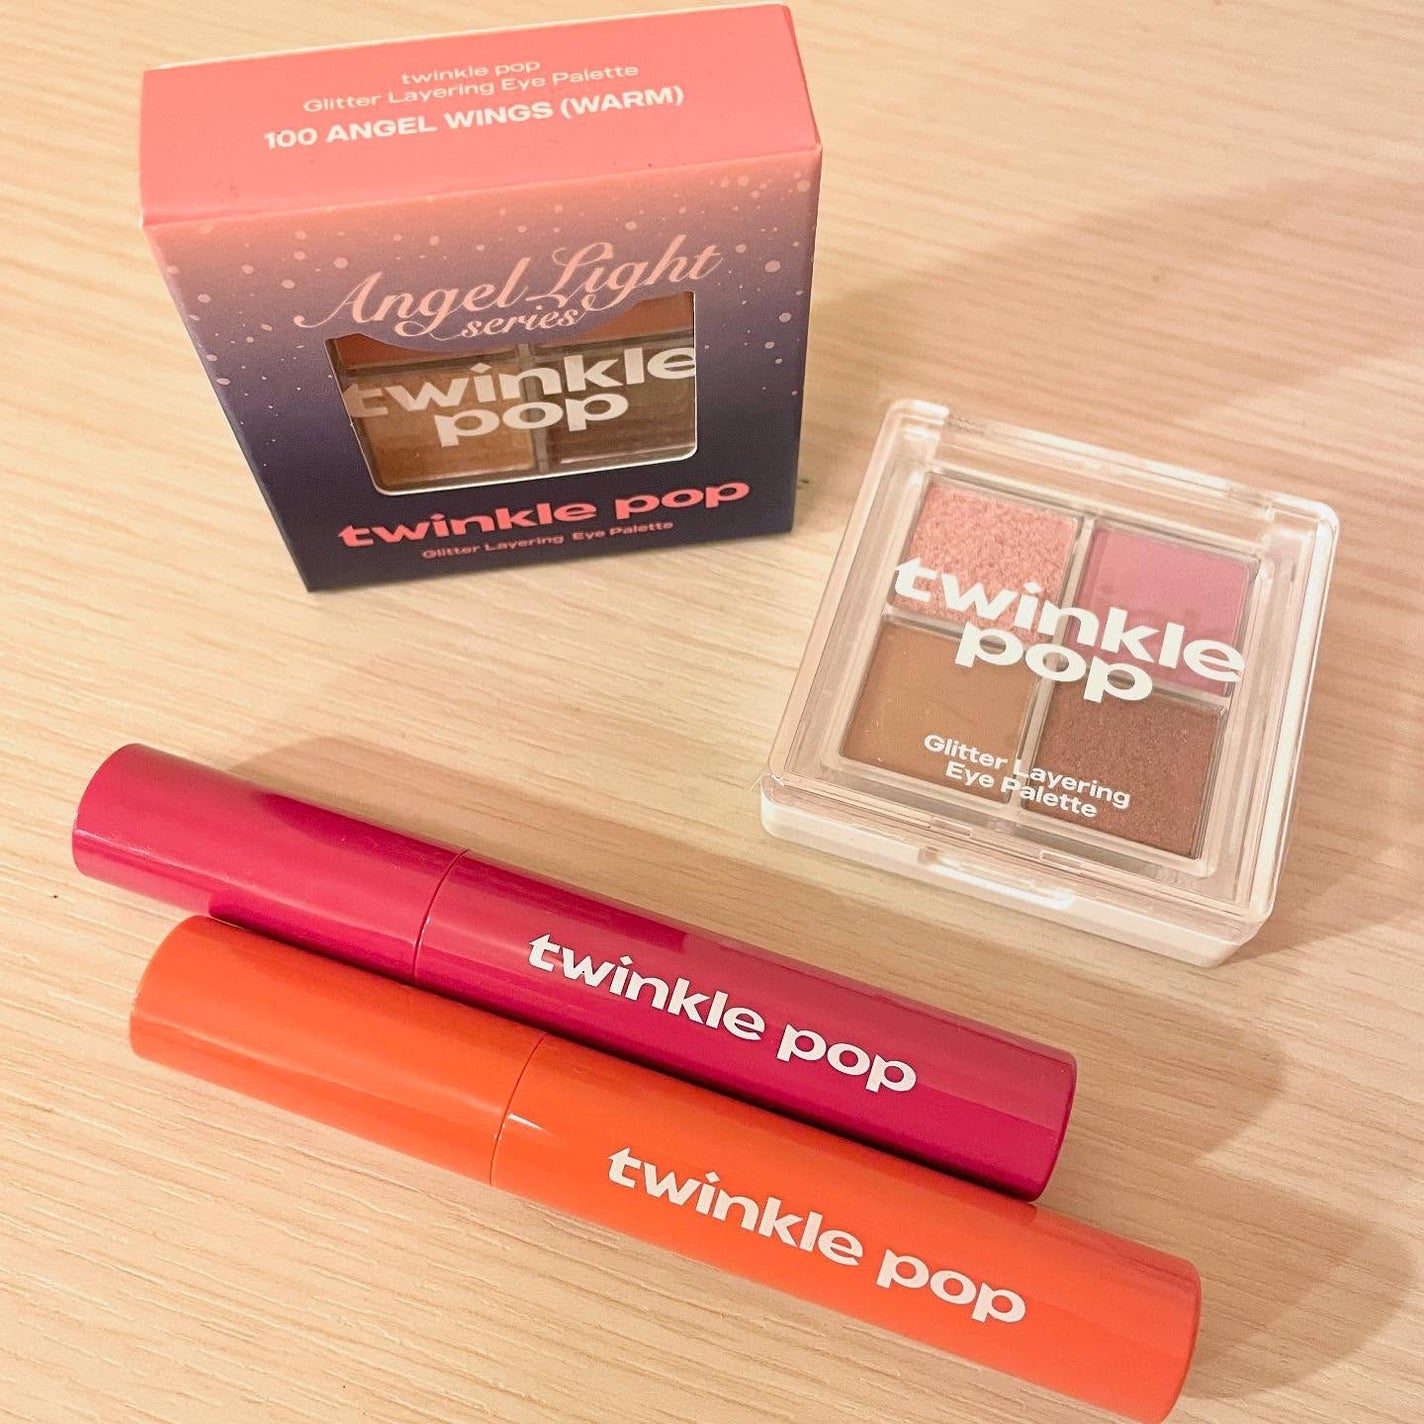 twinkle pop
Glitter Layering Eye Palette
100 ANGEL WINGS (WARM)
Angel Light
series
twinkle
pop
twinkle pop
Glitter Layering Eye Palette
twinkle
pop
Glitter Layering
Eye Palette
twinkle pop
twinkle pop